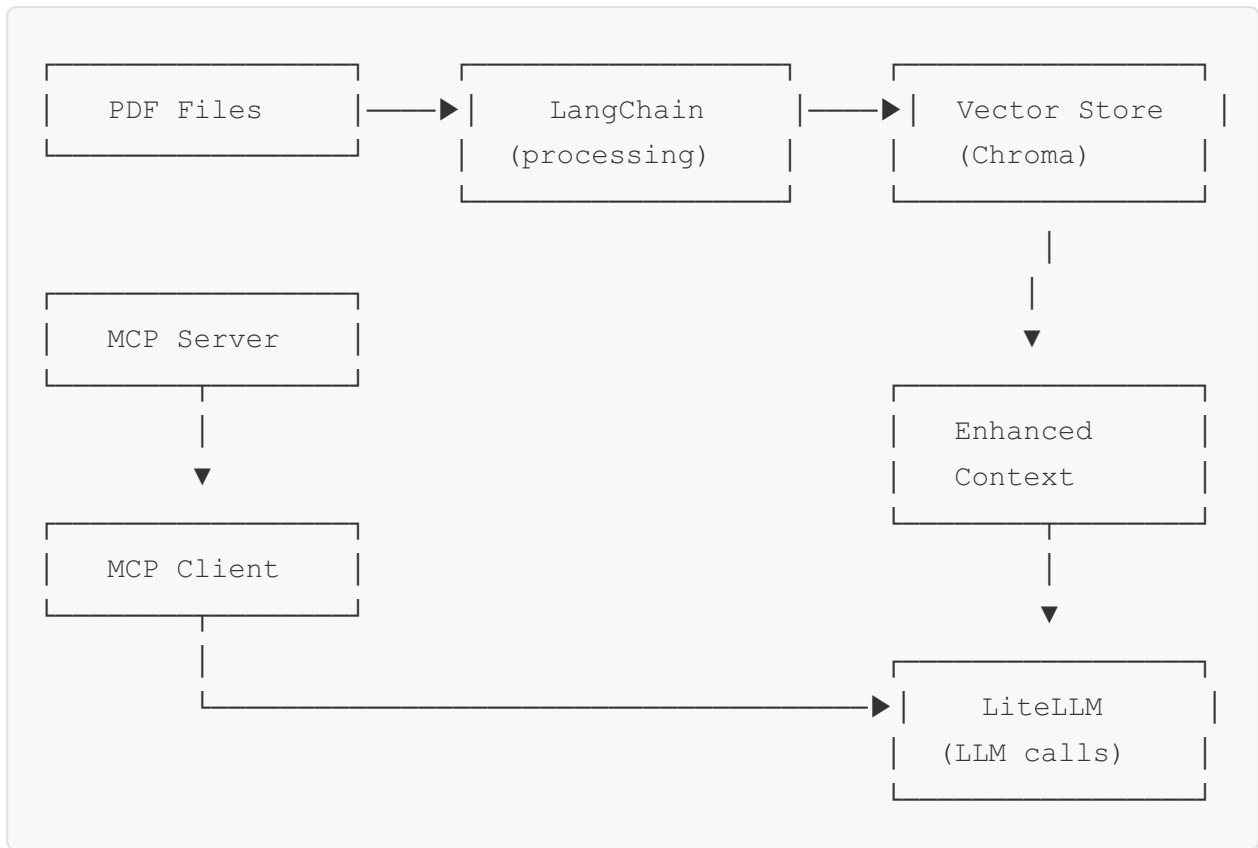 PDF Files
LangChain
(processing)
Vector Store
(Chroma)
MCP Server
MCP Client
Enhanced
Context
LiteLLM
(LLM calls)